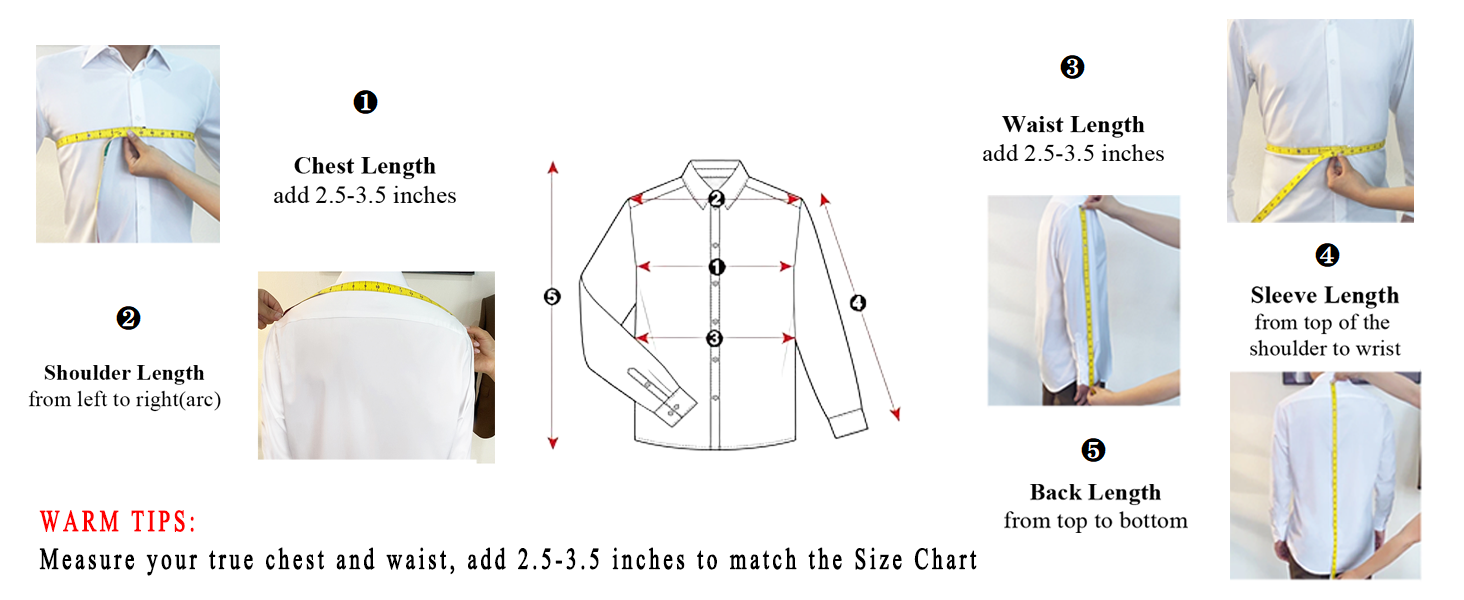 ❶
Chest Length
add 2.5-3.5 inches
❷
Shoulder Length
from left to right(arc)
❷
❶
❸
❹
❺
❸
Waist Length
add 2.5-3.5 inches
❹
Sleeve Length
from top of the
shoulder to wrist
❺
Back Length
from top to bottom
WARM TIPS:
Measure your true chest and waist, add 2.5-3.5 inches to match the Size Chart